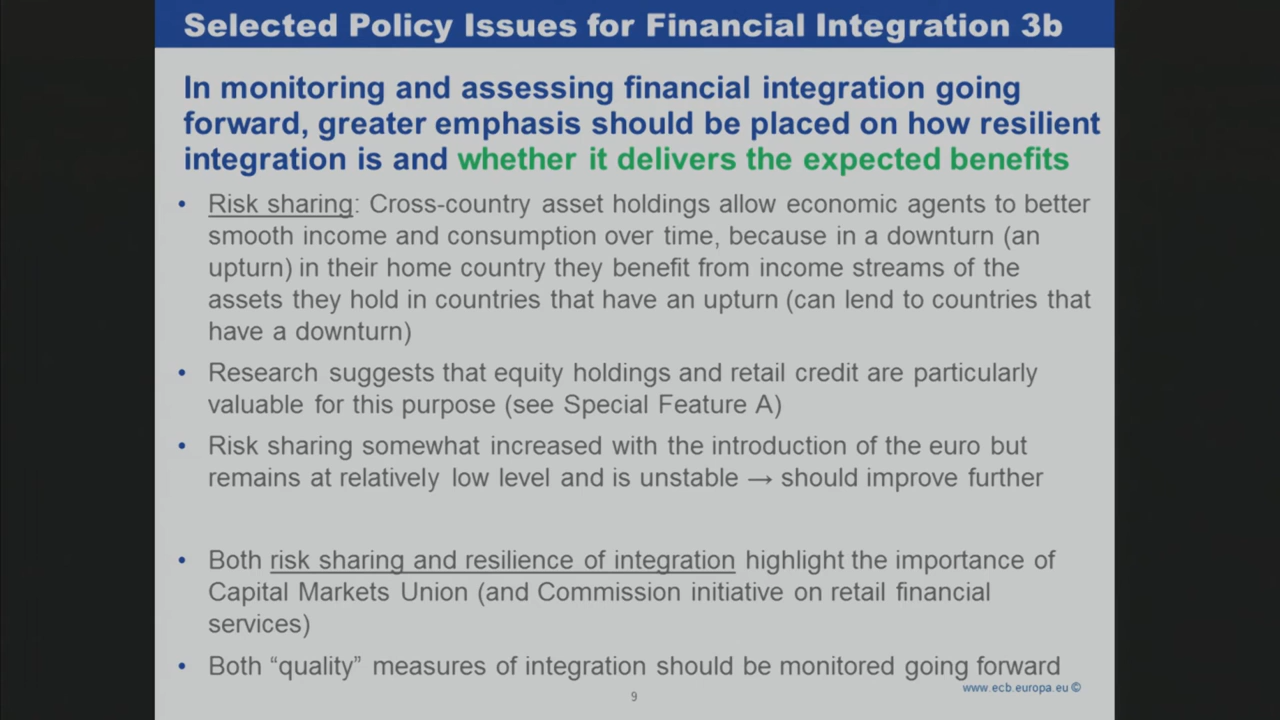 Selected Policy Issues for Financial Integration 3b
In monitoring and assessing financial integration going
forward, greater emphasis should be placed on how resilient
integration is and whether it delivers the expected benefits
• Risk sharing: Cross-country asset holdings allow economic agents to better
smooth income and consumption over time, because in a downturn (an
upturn) in their home country they benefit from income streams of the
assets they hold in countries that have an upturn (can lend to countries that
have a downturn)
• Research suggests that equity holdings and retail credit are particularly
valuable for this purpose (see Special Feature A)
• Risk sharing somewhat increased with the introduction of the euro but
remains at relatively low level and is unstable → should improve further
• Both risk sharing and resilience of integration highlight the importance of
Capital Markets Union (and Commission initiative on retail financial
services)
• Both “quality” measures of integration should be monitored going forward
www.ecb.europa.eu ©
9